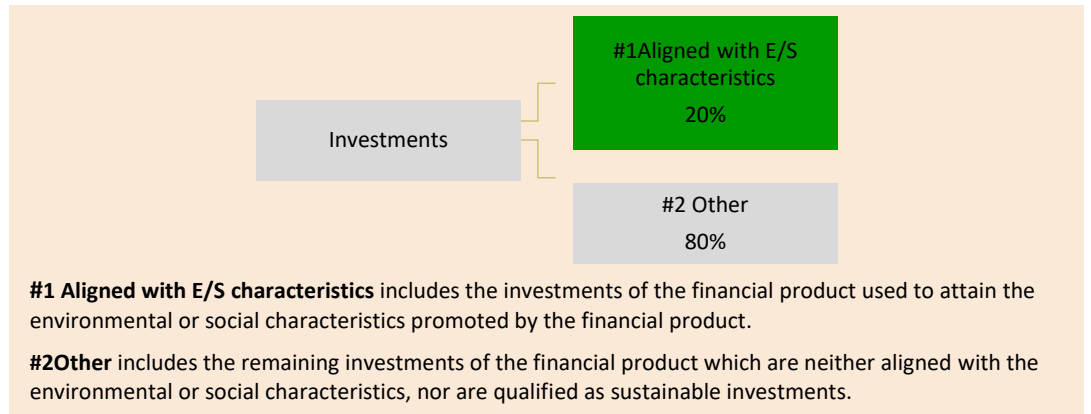 #1Aligned with E/S
characteristics
20%
Investments
#2 Other
80%
#1 Aligned with E/S characteristics includes the investments of the financial product used to attain the
environmental or social characteristics promoted by the financial product.
#2Other includes the remaining investments of the financial product which are neither aligned with the
environmental or social characteristics, nor are qualified as sustainable investments.